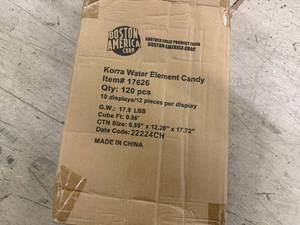 BOSTON
AMERICA
CORP.
ANOTHER GREAT PRODUCT FROM
BOSTON AMERICA CORP.
Korra Water Element Candy
Item# 17626
Qty: 120 pcs
10 displays/12 pieces per display
G.W.: 17.9 LBS
Cube Ft: 0.86'
CTN Size: 6.89" x 12.28" x 17.72"
Date Code: 22224CH
MADE IN CHINA